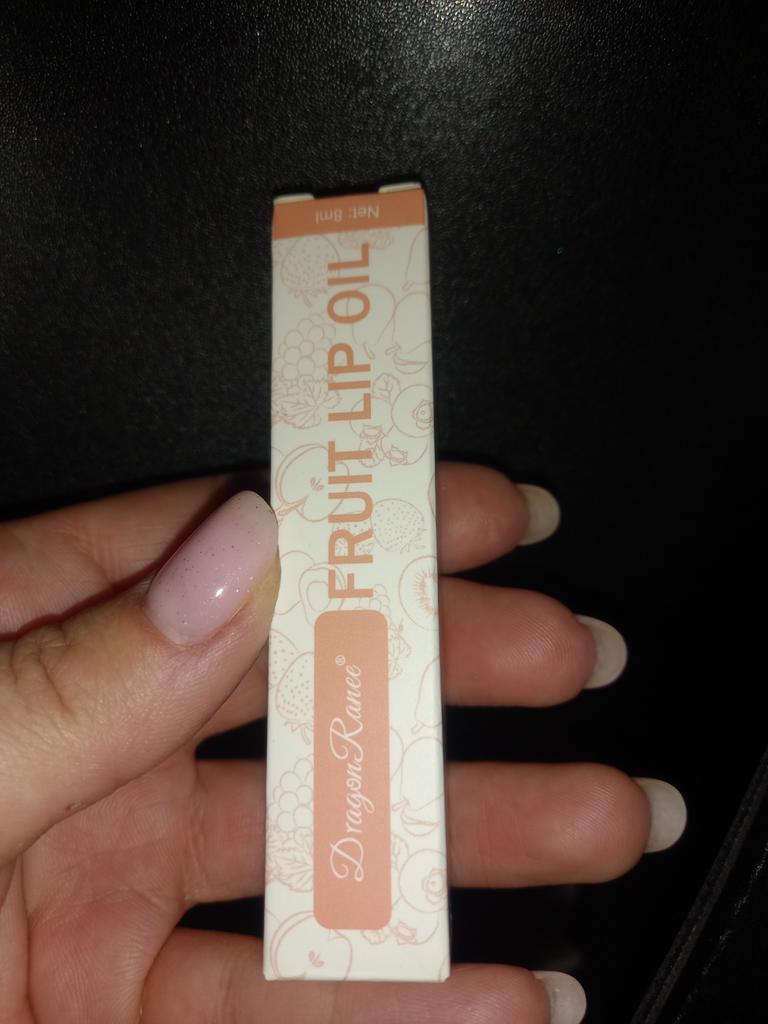 Net: 8ml
FRUIT LIP OIL
DragonRanee®